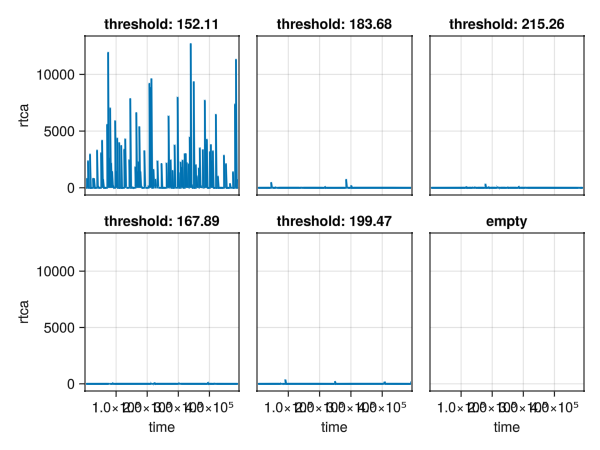 threshold: 152.11 threshold: 183.68 threshold: 215.26
10000
rtca
5000
0
threshold: 167.89 threshold: 199.47 empty
10000
rtca
5000
0
time time time